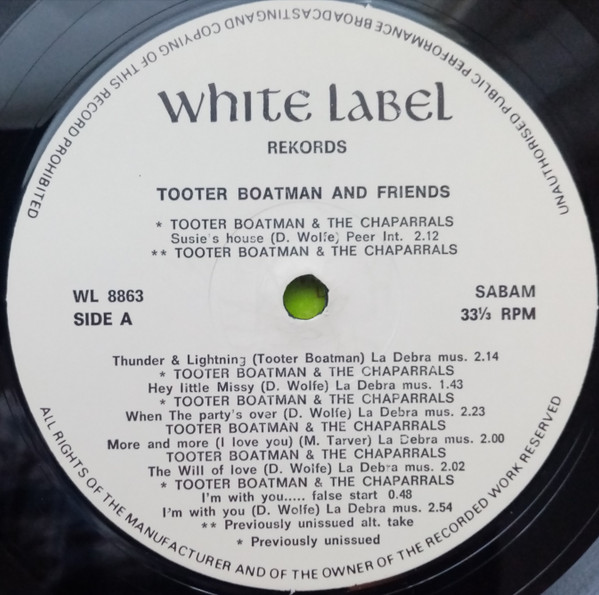 UNAUTHORISED PUBLIC PERFORMANCE BROADCASTING AND COPYING OF THIS RECORD PROHIBITED
White Label
REKORDS
TOOTER BOATMAN AND FRIENDS
* TOOTER BOATMAN & THE CHAPARRALS
Susie's house (D. Wolfe) Peer Int. 2.12
** TOOTER BOATMAN & THE CHAPARRALS
WL 8863
SIDE A
SABAM
33⅓ RPM
Thunder & Lightning (Tooter Boatman) La Debra mus. 2.14
* TOOTER BOATMAN & THE CHAPARRALS
Hey little Missy (D. Wolfe) La Debra mus. 1.43
* TOOTER BOATMAN & THE CHAPARRALS
When The party's over (D. Wolfe) La Debra mus. 2.23
TOOTER BOATMAN & THE CHAPARRALS
More and more (I love you) (M. Tarver) La Debra mus. 2.00
TOOTER BOATMAN & THE CHAPARRALS
The Will of love (D. Wolfe) La Debra mus. 2.02
* TOOTER BOATMAN & THE CHAPARRALS
I'm with you..... false start 0.48
I'm with you (D. Wolfe) La Debra mus. 2.54
** Previously unissued alt. take
* Previously unissued
ALL RIGHTS OF THE MANUFACTURER AND OF THE OWNER OF THE RECORDED WORK RESERVED